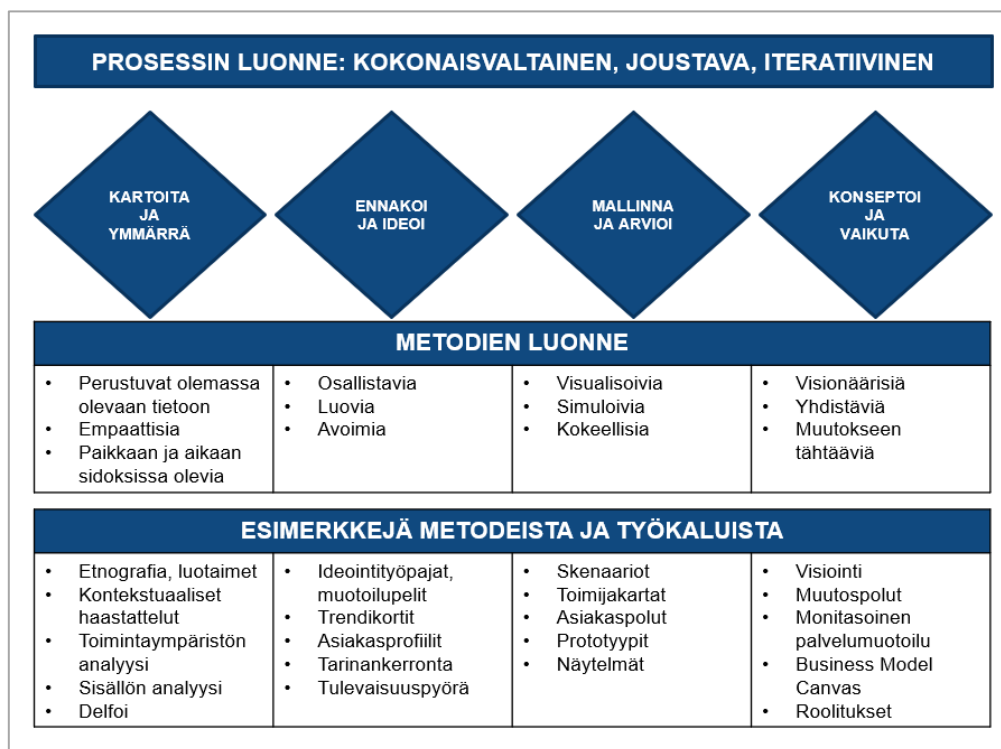 PROSESSIN LUONNE: KOKONAISVALTAINEN, JOUSTAVA, ITERATIIVINEN
KARTOITA
JA
YMMÄRRÄ
ENNAKOI
JA IDEOI
MALLINNA
JA ARVIOI
KONSEPTOI
JA
VAIKUTA
METODIEN LUONNE
• Perustuvat olemassa
olevaan tietoon
• Empaattisia
• Paikkaan ja aikaan
sidoksissa olevia
• Osallistavia
• Luovia
• Avoimia
• Visualisoivia
• Simuloivia
• Kokeellisia
• Visionäärisiä
• Yhdistäviä
• Muutokseen
tähtääviä
ESIMERKKEJÄ METODEISTA JA TYÖKALUISTA
• Etnografia, luotaimet
• Kontekstuaaliset
haastattelut
• Toimintaympäristön
analyysi
• Sisällön analyysi
• Delfoi
• Ideointityöpajat,
muotoilupelit
• Trendikortit
• Asiakasprofiilit
• Tarinankerronta
• Tulevaisuuspyörä
• Skenaariot
• Toimijakartat
• Asiakaspolut
• Prototyypit
• Näytelmät
• Visiointi
• Muutospolut
• Monitasoinen
palvelumuotoilu
• Business Model
Canvas
• Roolitukset